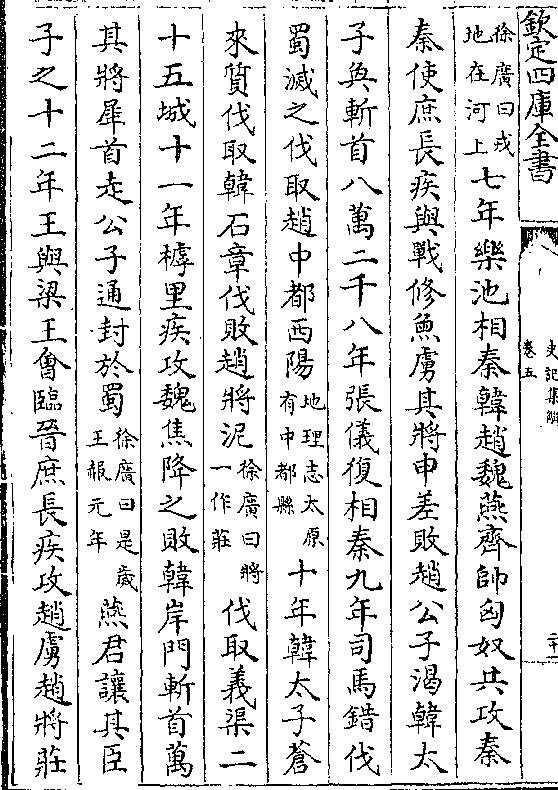 欽定四庫全書
史記集解
卷五
二十一
徐廣曰戎
地在河上
七年樂池相秦韓趙魏燕齊帥匈奴共攻秦
秦使庶長疾與戰修魚虜其將申差敗趙公子渴韓太
子奐斬首八萬二千八年張儀復相秦九年司馬錯伐
蜀滅之伐取趙中都西陽
地理志太原
有中都縣
十年韓太子蒼
來質伐取韓石章伐敗趙將泥
徐廣曰將
一作莊
伐取義渠二
十五城十一年樗里疾攻魏焦降之敗韓岸門斬首萬
其將犀首走公子通封於蜀
徐廣曰是歲
王赧元年
燕君讓其臣
子之十二年王與梁王會臨晉庶長疾攻趙虜趙將莊